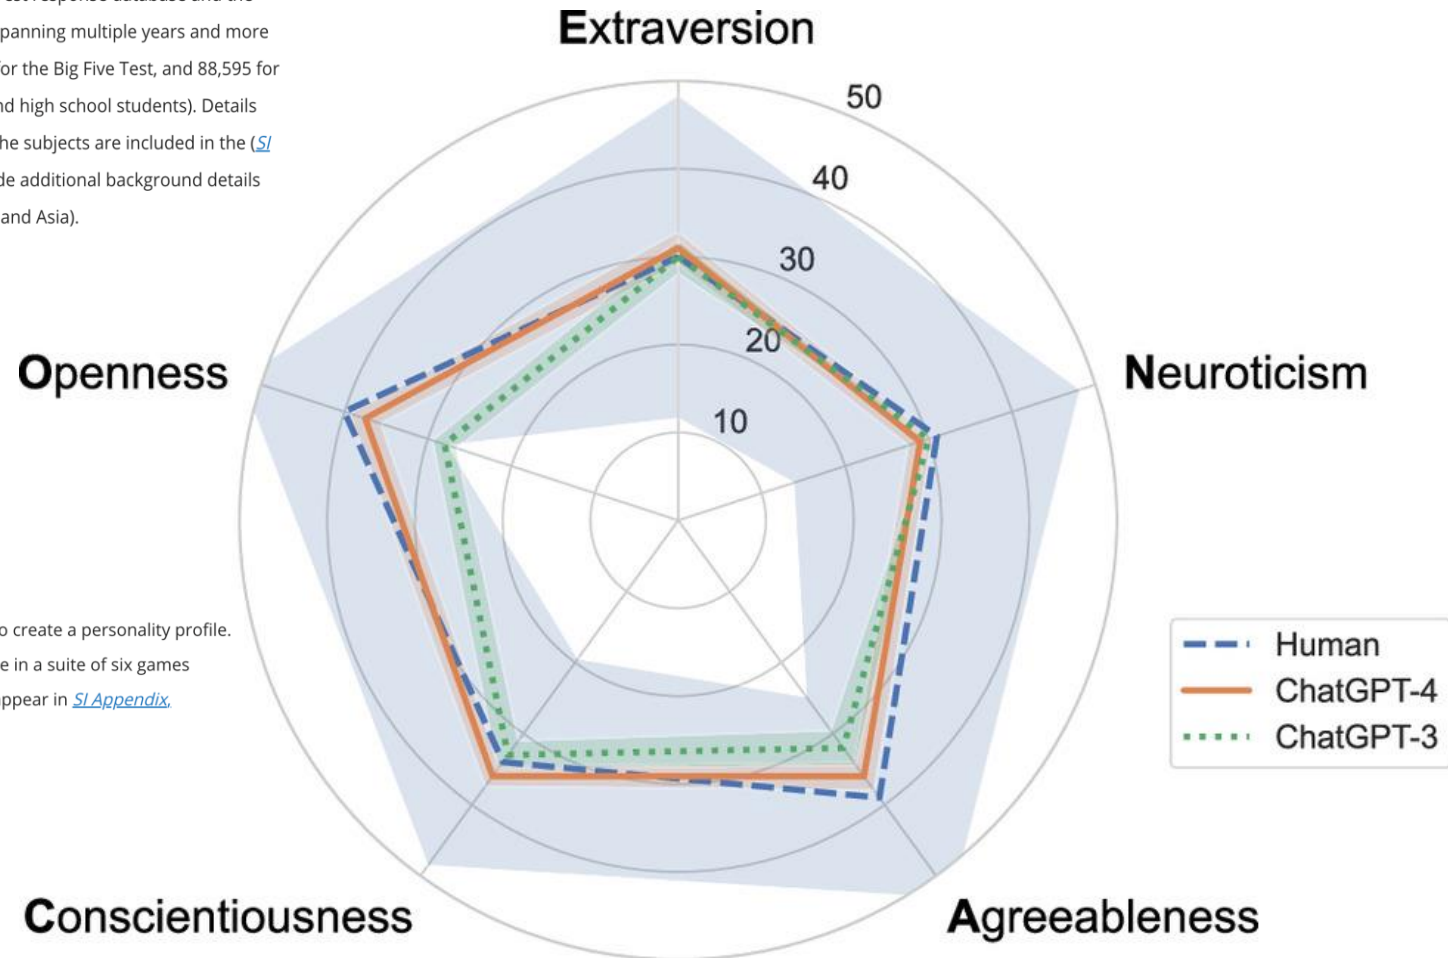 panning multiple years and more
or the Big Five Test, and 88,595 for
nd high school students). Details
he subjects are included in the (SI
de additional background details
and Asia).
o create a personality profile.
e in a suite of six games
ppear in SI Appendix,
Extraversion
50
40
30
20
10
Openness
Neuroticism
Conscientiousness
Agreeableness
Human
ChatGPT-4
ChatGPT-3